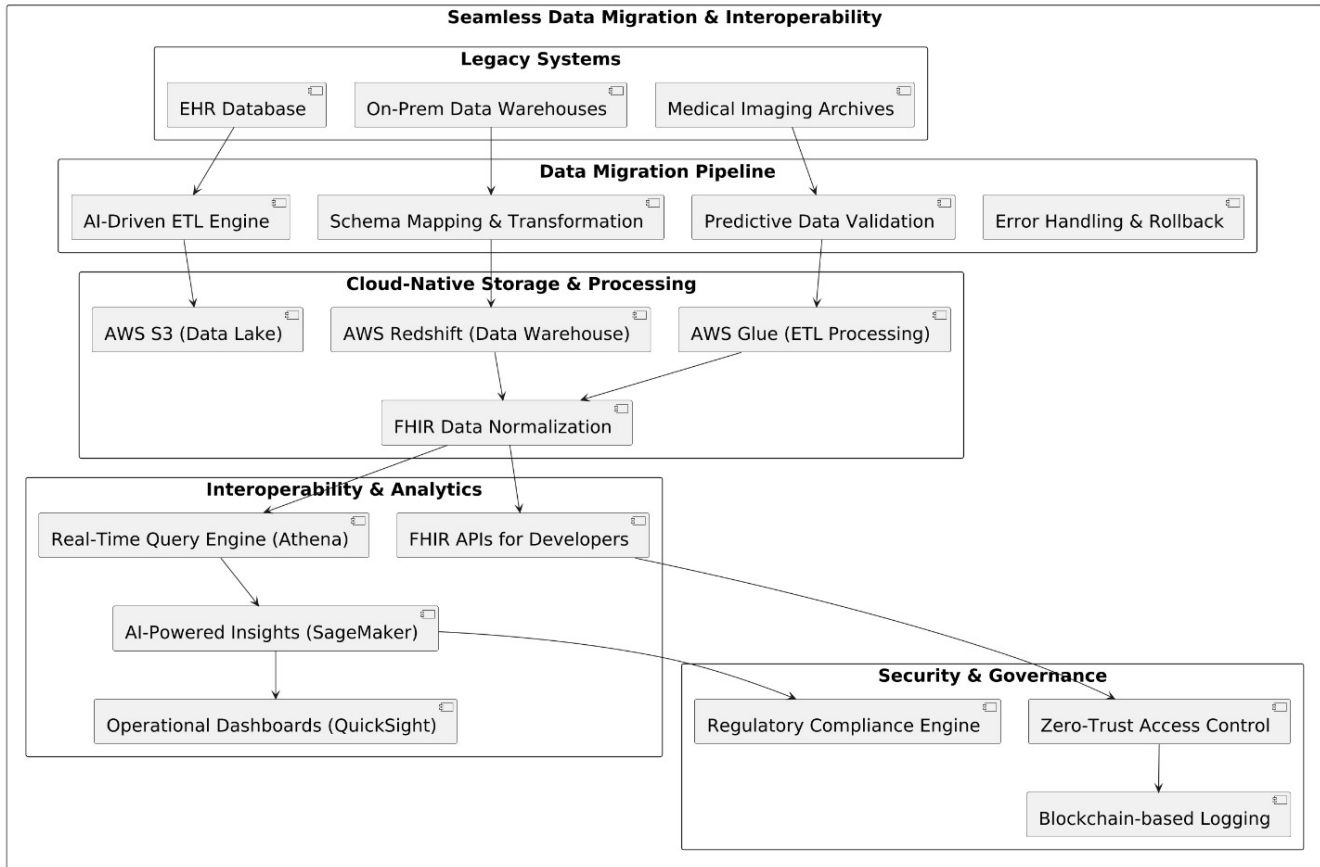 Seamless Data Migration & Interoperability
Legacy Systems
EHR Database
On-Prem Data Warehouses
Medical Imaging Archives
Data Migration Pipeline
AI-Driven ETL Engine
Schema Mapping & Transformation
Predictive Data Validation
Error Handling & Rollback
Cloud-Native Storage & Processing
AWS S3 (Data Lake)
AWS Redshift (Data Warehouse)
AWS Glue (ETL Processing)
FHIR Data Normalization
Interoperability & Analytics
Real-Time Query Engine (Athena)
FHIR APIs for Developers
AI-Powered Insights (SageMaker)
Operational Dashboards (QuickSight)
Security & Governance
Regulatory Compliance Engine
Zero-Trust Access Control
Blockchain-based Logging